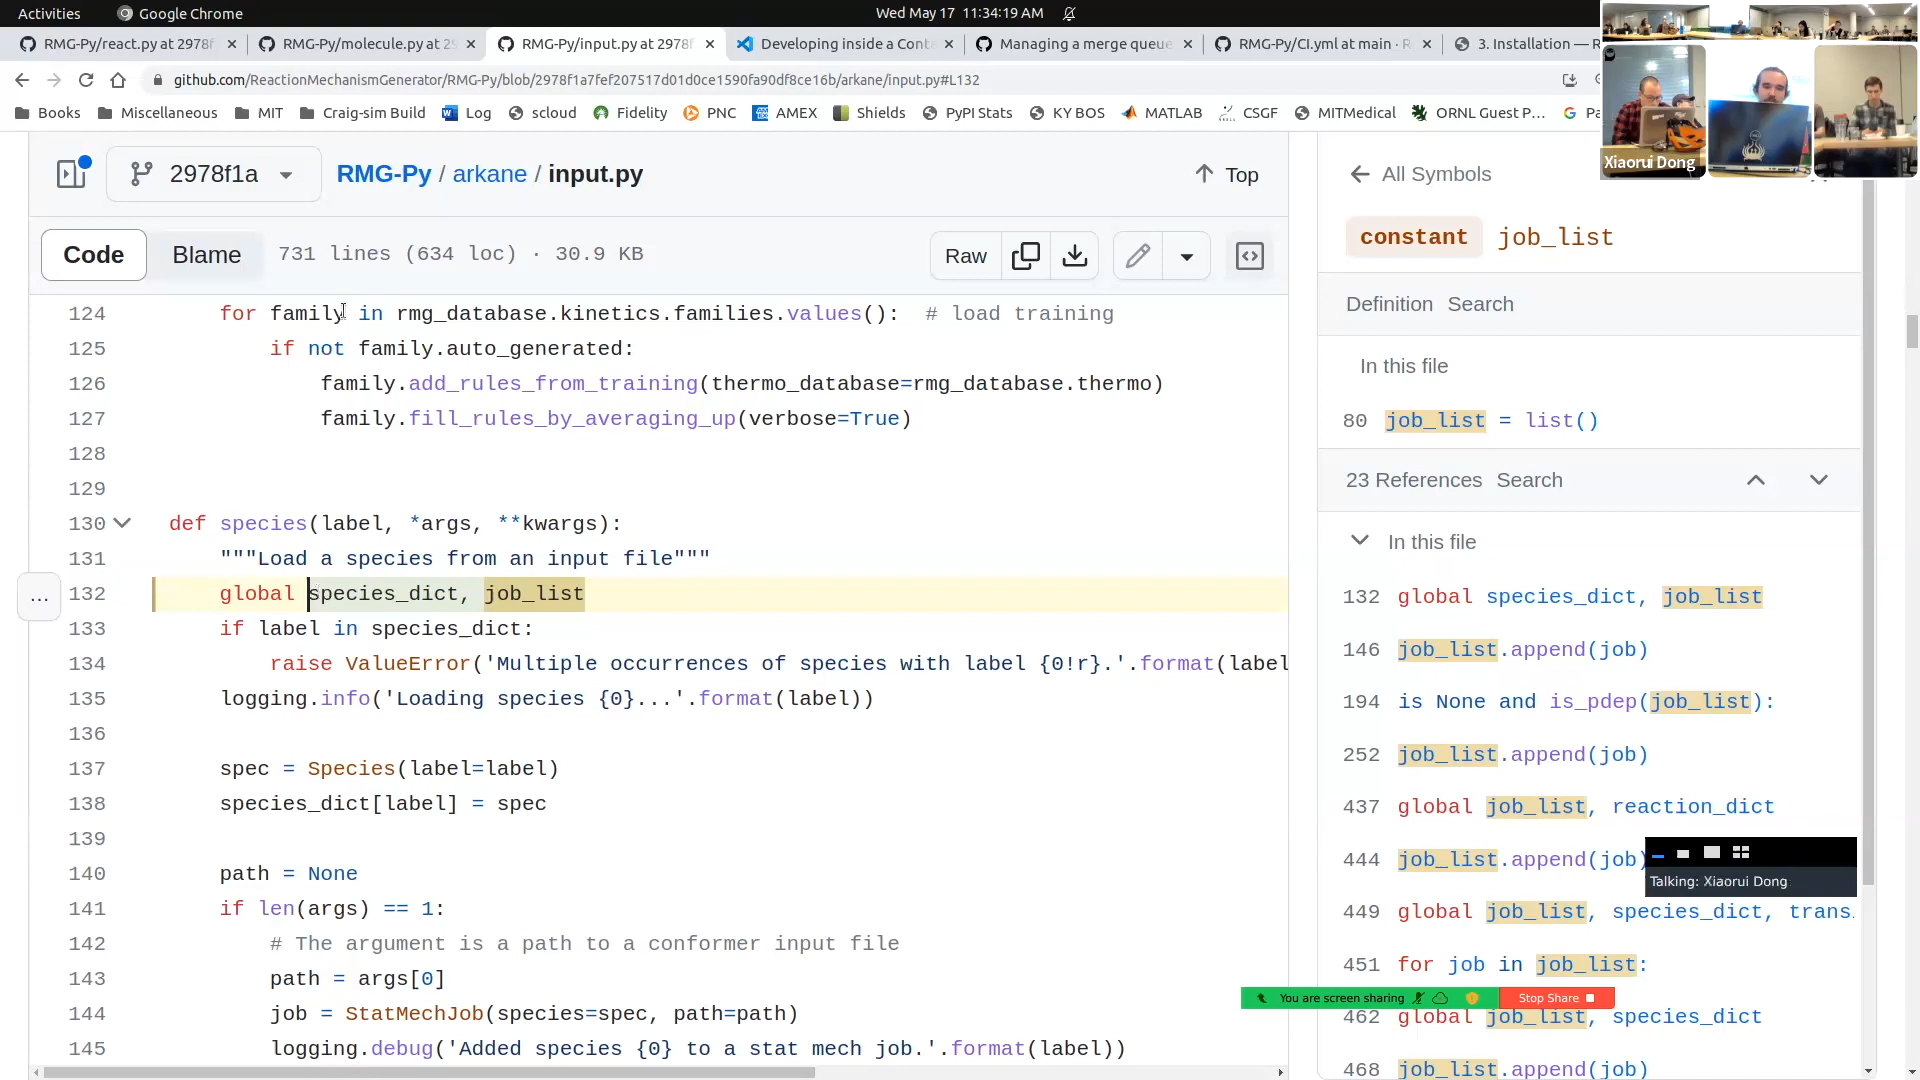 Activities
Google Chrome
Wed May 17 11:34:19 AM
RMG-Py/react.py at 2978f
RMG-Py/molecule.py at 29
RMG-Py/input.py at 2978f
Developing inside a Cont
Managing a merge queue
RMG-Py/CI.yml at main · R
3. Installation — R
github.com/ReactionMechanismGenerator/RMG-Py/blob/2978f1a7fef207517d01d0ce1590fa90df8ce16b/arkane/input.py#L132
Books
Miscellaneous
MIT
Craig-sim Build
Log
scloud
Fidelity
PNC
AMEX
Shields
PyPI Stats
KY BOS
MATLAB
CSGF
MITMedical
ORNL Guest P…
Xiaorui Dong
2978f1a
RMG-Py / arkane / input.py
Top
Code
Blame
731 lines (634 loc) · 30.9 KB
Raw
124 for family in rmg_database.kinetics.families.values():  # load training
125 if not family.auto_generated:
126 family.add_rules_from_training(thermo_database=rmg_database.thermo)
127 family.fill_rules_by_averaging_up(verbose=True)
128
129
130 def species(label, *args, **kwargs):
131 """Load a species from an input file"""
132 global species_dict, job_list
133 if label in species_dict:
134 raise ValueError('Multiple occurrences of species with label {0!r}.'.format(label
135 logging.info('Loading species {0}...'.format(label))
136
137 spec = Species(label=label)
138 species_dict[label] = spec
139
140 path = None
141 if len(args) == 1:
142 # The argument is a path to a conformer input file
143 path = args[0]
144 job = StatMechJob(species=spec, path=path)
145 logging.debug('Added species {0} to a stat mech job.'.format(label))
All Symbols
constant job_list
Definition Search
In this file
80 job_list = list()
23 References Search
In this file
132 global species_dict, job_list
146 job_list.append(job)
194 is None and is_pdep(job_list):
252 job_list.append(job)
437 global job_list, reaction_dict
444 job_list.append(job)
Talking: Xiaorui Dong
449 global job_list, species_dict, trans
451 for job in job_list:
You are screen sharing
Stop Share
462 global job_list, species_dict
468 job_list.append(job)